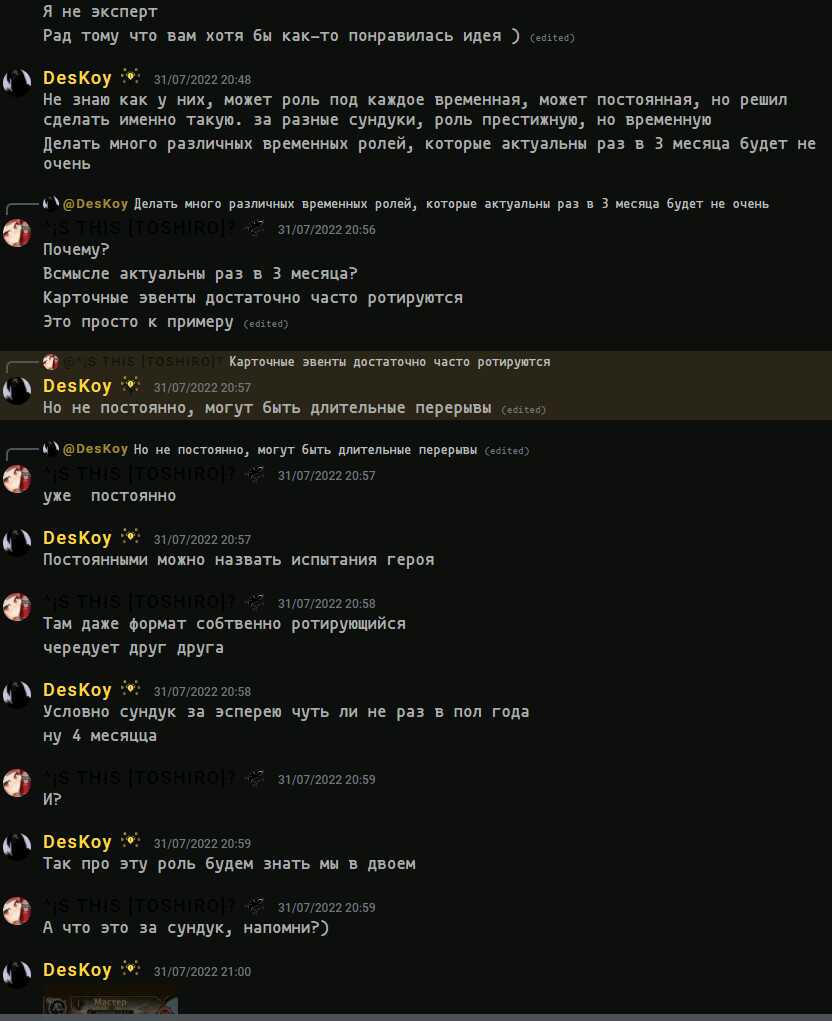 Я не эксперт
Рад тому что вам хотя бы как-то понравилась идея ) (edited)
DesKoy 31/07/2022 20:48
Не знаю как у них, может роль под каждое временная, может постоянная, но решил
сделать именно такую. за разные сундуки, роль престижную, но временную
Делать много различных временных ролей, которые актуальны раз в 3 месяца будет не
очень
@DesKoy Делать много различных временных ролей, которые актуальны раз в 3 месяца будет не очень
^¡S THIS [TOSHIRO]? 31/07/2022 20:56
Почему?
Всмысле актуальны раз в 3 месяца?
Карточные эвенты достаточно часто ротируются
Это просто к примеру (edited)
@^¡S THIS [TOSHIRO]? Карточные эвенты достаточно часто ротируются
DesKoy 31/07/2022 20:57
Но не постоянно, могут быть длительные перерывы (edited)
@DesKoy Но не постоянно, могут быть длительные перерывы (edited)
^¡S THIS [TOSHIRO]? 31/07/2022 20:57
уже  постоянно
DesKoy 31/07/2022 20:57
Постоянными можно назвать испытания героя
^¡S THIS [TOSHIRO]? 31/07/2022 20:58
Там даже формат собтвенно ротирующийся
чередует друг друга
DesKoy 31/07/2022 20:58
Условно сундук за эсперею чуть ли не раз в пол года
ну 4 месяцца
^¡S THIS [TOSHIRO]? 31/07/2022 20:59
И?
DesKoy 31/07/2022 20:59
Так про эту роль будем знать мы в двоем
^¡S THIS [TOSHIRO]? 31/07/2022 20:59
А что это за сундук, напомни?)
DesKoy 31/07/2022 21:00
Мастер